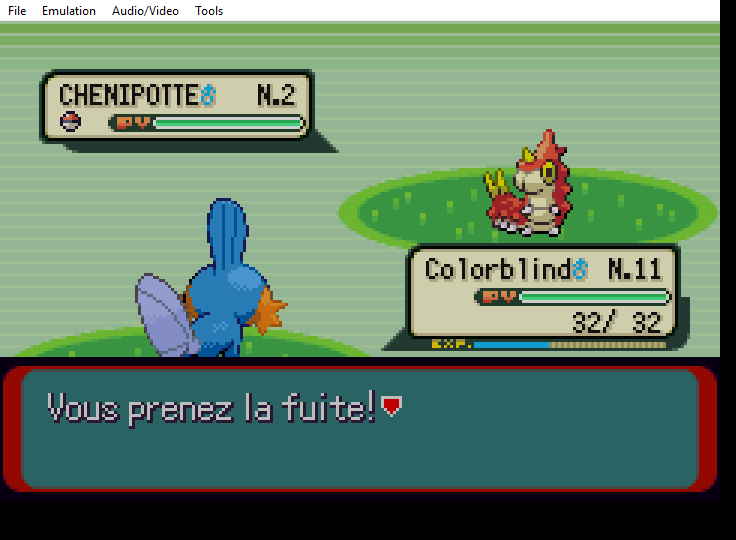 File Emulation Audio/Video Tools
CHENIPOTTE♂ N.2
PV
Colorblind♂ N.11
PV
32/ 32
EXP.
Vous prenez la fuite!